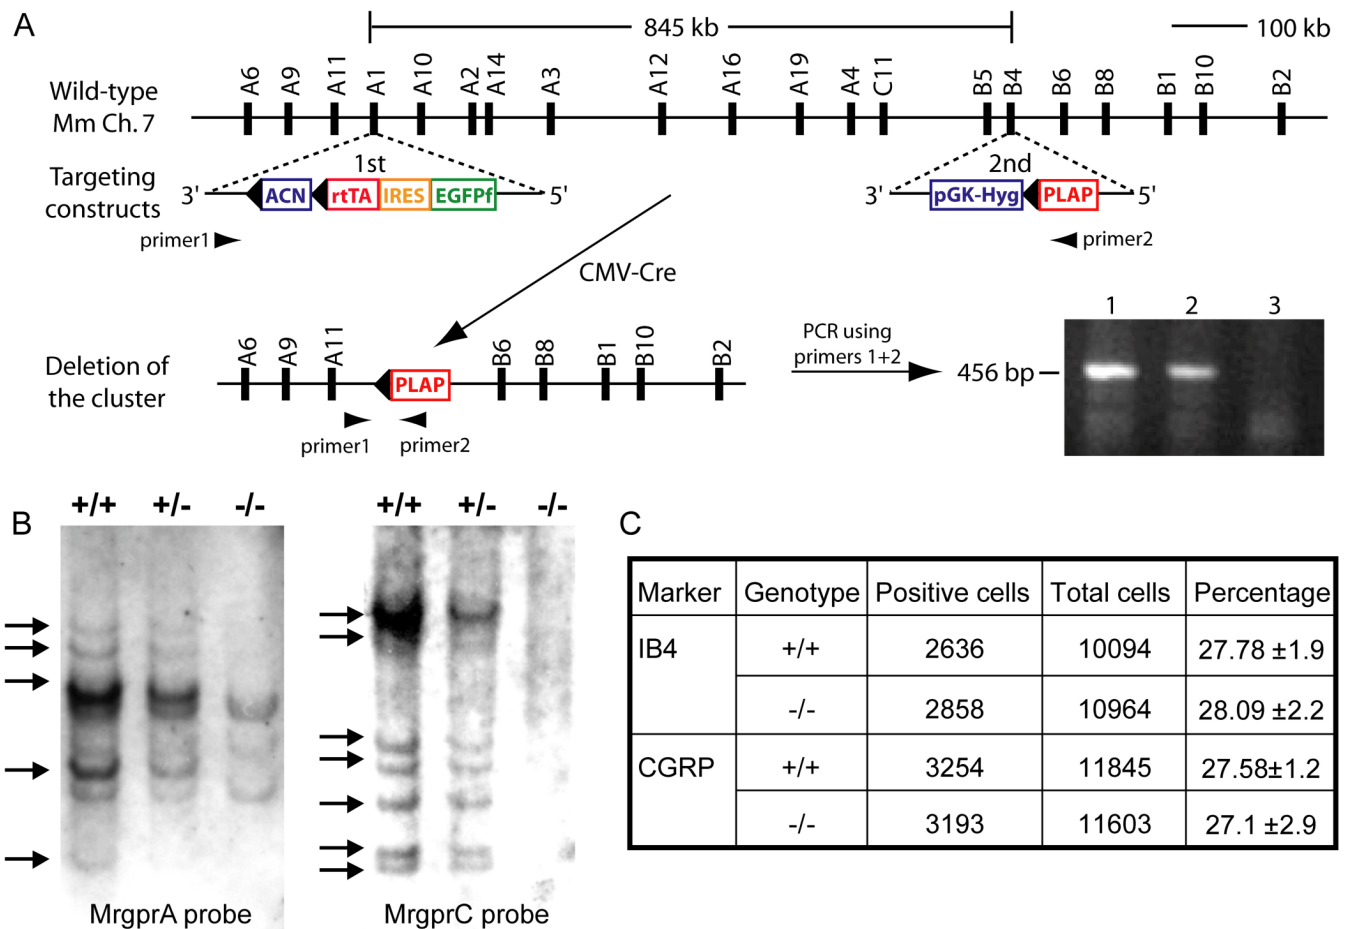 A
845 kb
100 kb
A6 A9 A11 A1 A10 A2 A14 A3 A12 A16 A19 A4 C11 B5 B4 B6 B8 B1 B10 B2
Wild-type
Mm Ch.7
1st
2nd
Targeting
constructs
3' ACN rtTA IRES EGFPf 5'
3' pGK-Hyg PLAP 5'
primer1
primer2
CMV-Cre
A6 A9 A11 B6 B8 B1 B10 B2
Deletion of
the cluster
PLAP
primer1
primer2
PCR using
primers 1+2
456 bp
1 2 3
B
+/+ +/- -/-
MrgprA probe
+/+ +/- -/-
MrgprC probe
C
Marker Genotype Positive cells Total cells Percentage
IB4 +/+ 2636 10094 27.78 ±1.9
-/- 2858 10964 28.09 ±2.2
CGRP +/+ 3254 11845 27.58±1.2
-/- 3193 11603 27.1 ±2.9